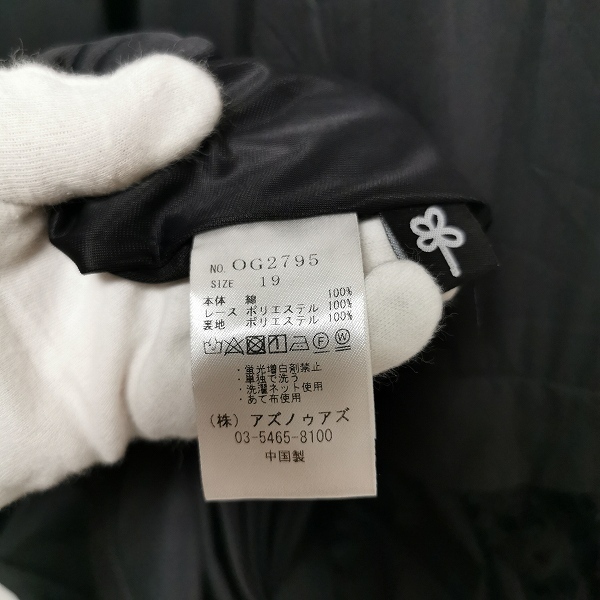 NO. OG2795
SIZE 19
本体 綿 100%
レース ポリエステル 100%
裏地 ポリエステル 100%
・蛍光増白剤禁止
・単独で洗う
・洗濯ネット使用
・あて布使用
(株) アズノゥアズ
03-5465-8100
中国製